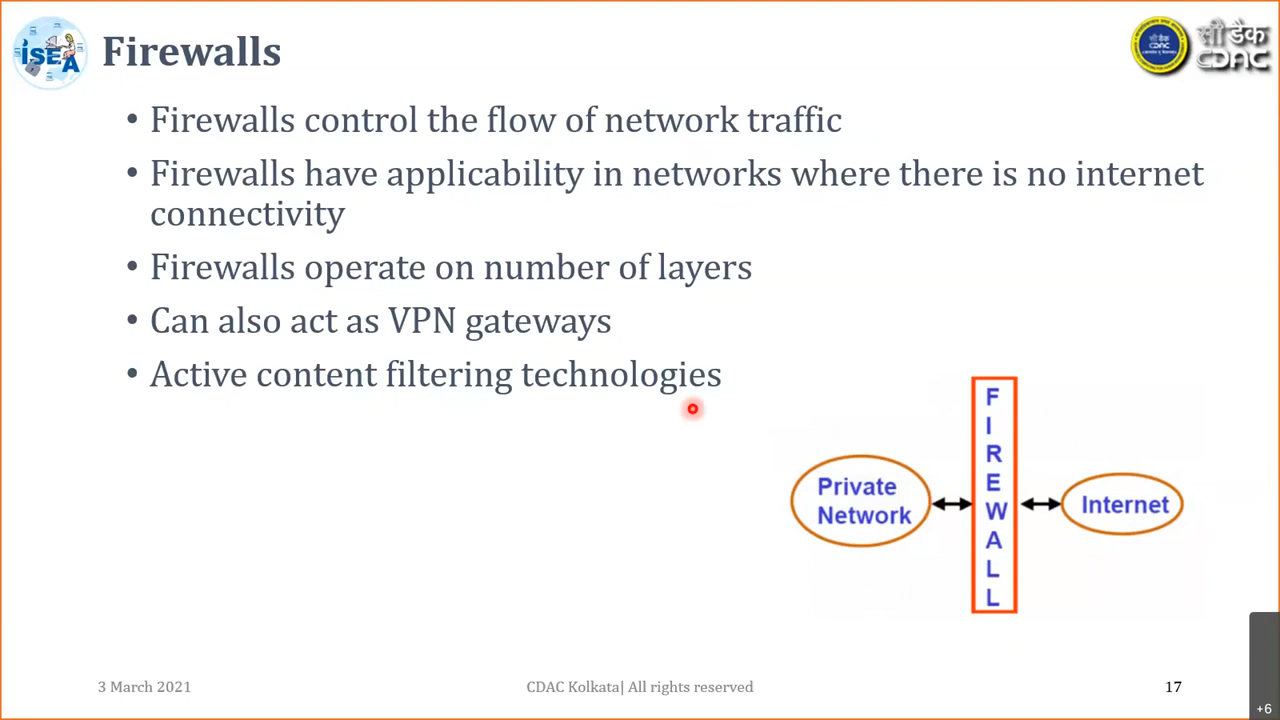 ISEA
Firewalls
सी डैक
CDAC
सी डैक
CDAC
• Firewalls control the flow of network traffic
• Firewalls have applicability in networks where there is no internet
connectivity
• Firewalls operate on number of layers
• Can also act as VPN gateways
• Active content filtering technologies
Private
Network
F
I
R
E
W
A
L
L
Internet
3 March 2021
CDAC Kolkata| All rights reserved
17
+6